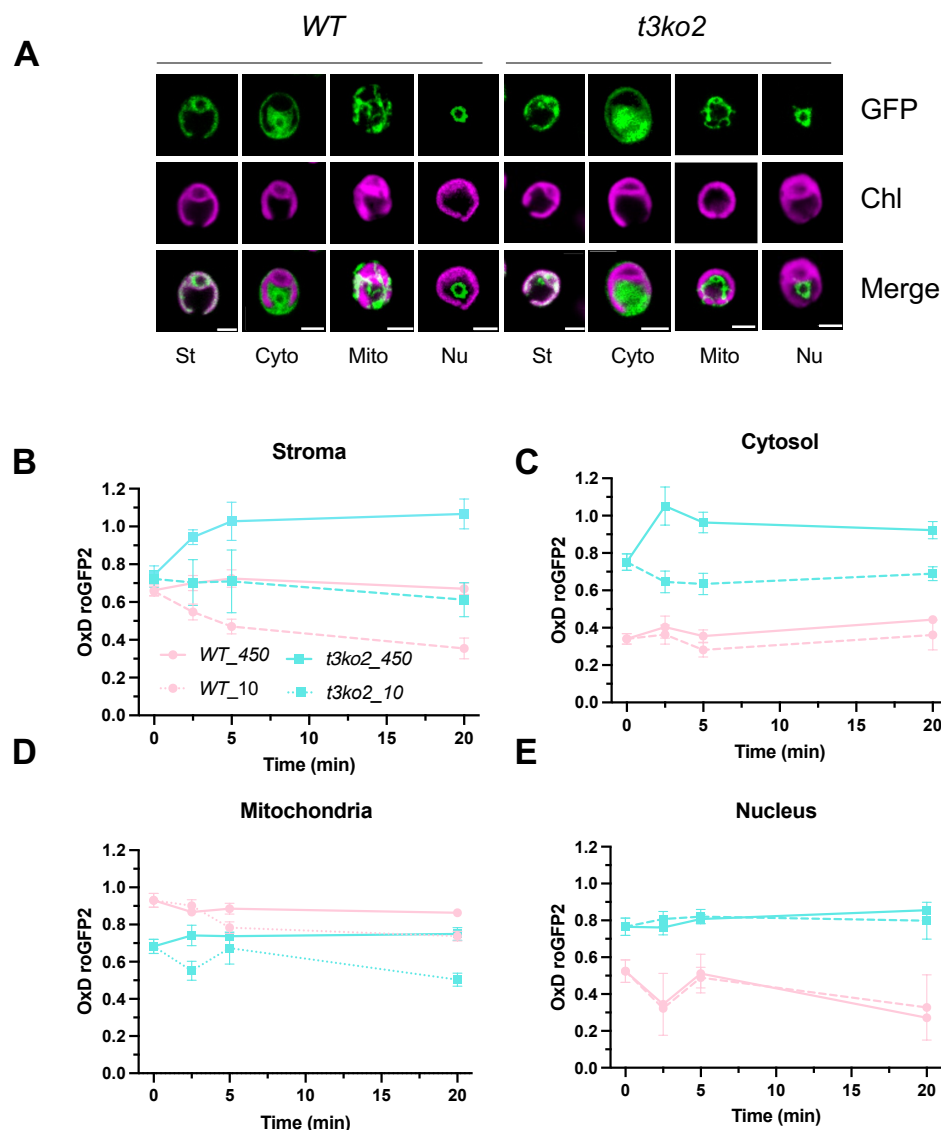 WT t3ko2
A
GFP
Chl
Merge
St Cyto Mito Nu St Cyto Mito Nu
B
Stroma
OxD roGFP2
1.2
1.0
0.8
0.6
0.4
0.2
0.0
WT_450 t3ko2_450
WT_10 t3ko2_10
0 5 10 15 20
Time (min)
C
Cytosol
OxD roGFP2
1.2
1.0
0.8
0.6
0.4
0.2
0.0
0 5 10 15 20
Time (min)
D
Mitochondria
OxD roGFP2
1.2
1.0
0.8
0.6
0.4
0.2
0.0
0 5 10 15 20
Time (min)
E
Nucleus
OxD roGFP2
1.2
1.0
0.8
0.6
0.4
0.2
0.0
0 5 10 15 20
Time (min)